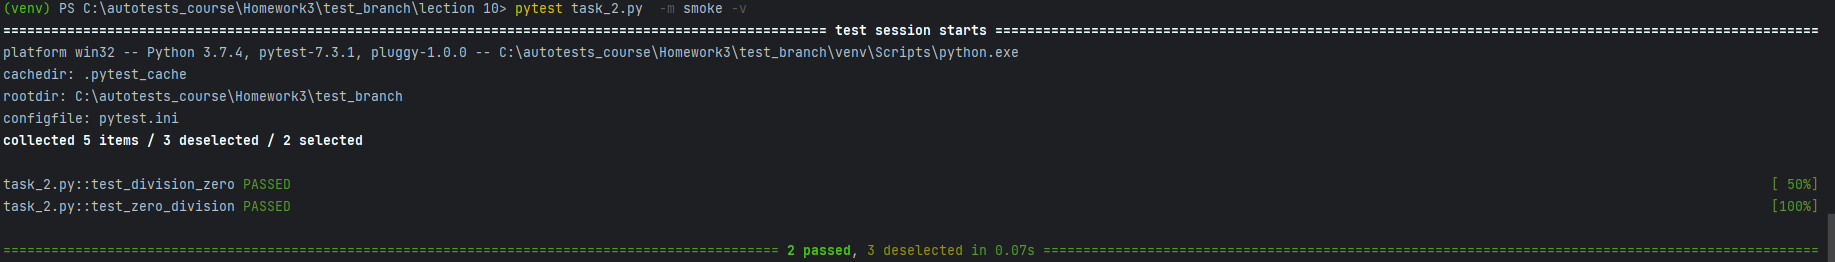 (venv) PS C:\autotests_course\Homework3\test_branch\lection 10> pytest task_2.py  -m smoke -v
======================================================================================================= test session starts =======================================================================================================
platform win32 -- Python 3.7.4, pytest-7.3.1, pluggy-1.0.0 -- C:\autotests_course\Homework3\test_branch\venv\Scripts\python.exe
cachedir: .pytest_cache
rootdir: C:\autotests_course\Homework3\test_branch
configfile: pytest.ini
collected 5 items / 3 deselected / 2 selected
task_2.py::test_division_zero PASSED [ 50%]
task_2.py::test_zero_division PASSED [100%]
================================================================================================= 2 passed, 3 deselected in 0.07s =================================================================================================